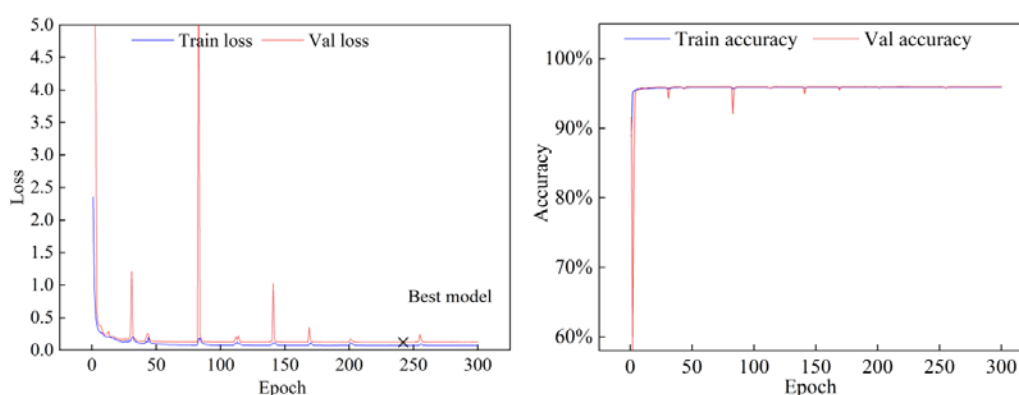 Train loss Val loss
5.0
4.5
4.0
3.5
3.0
2.5
2.0
1.5
1.0
0.5
0.0
Loss
Best model
0 50 100 150 200 250 300
Epoch
Train accuracy Val accuracy
100%
90%
80%
70%
60%
Accuracy
0 50 100 150 200 250 300
Epoch